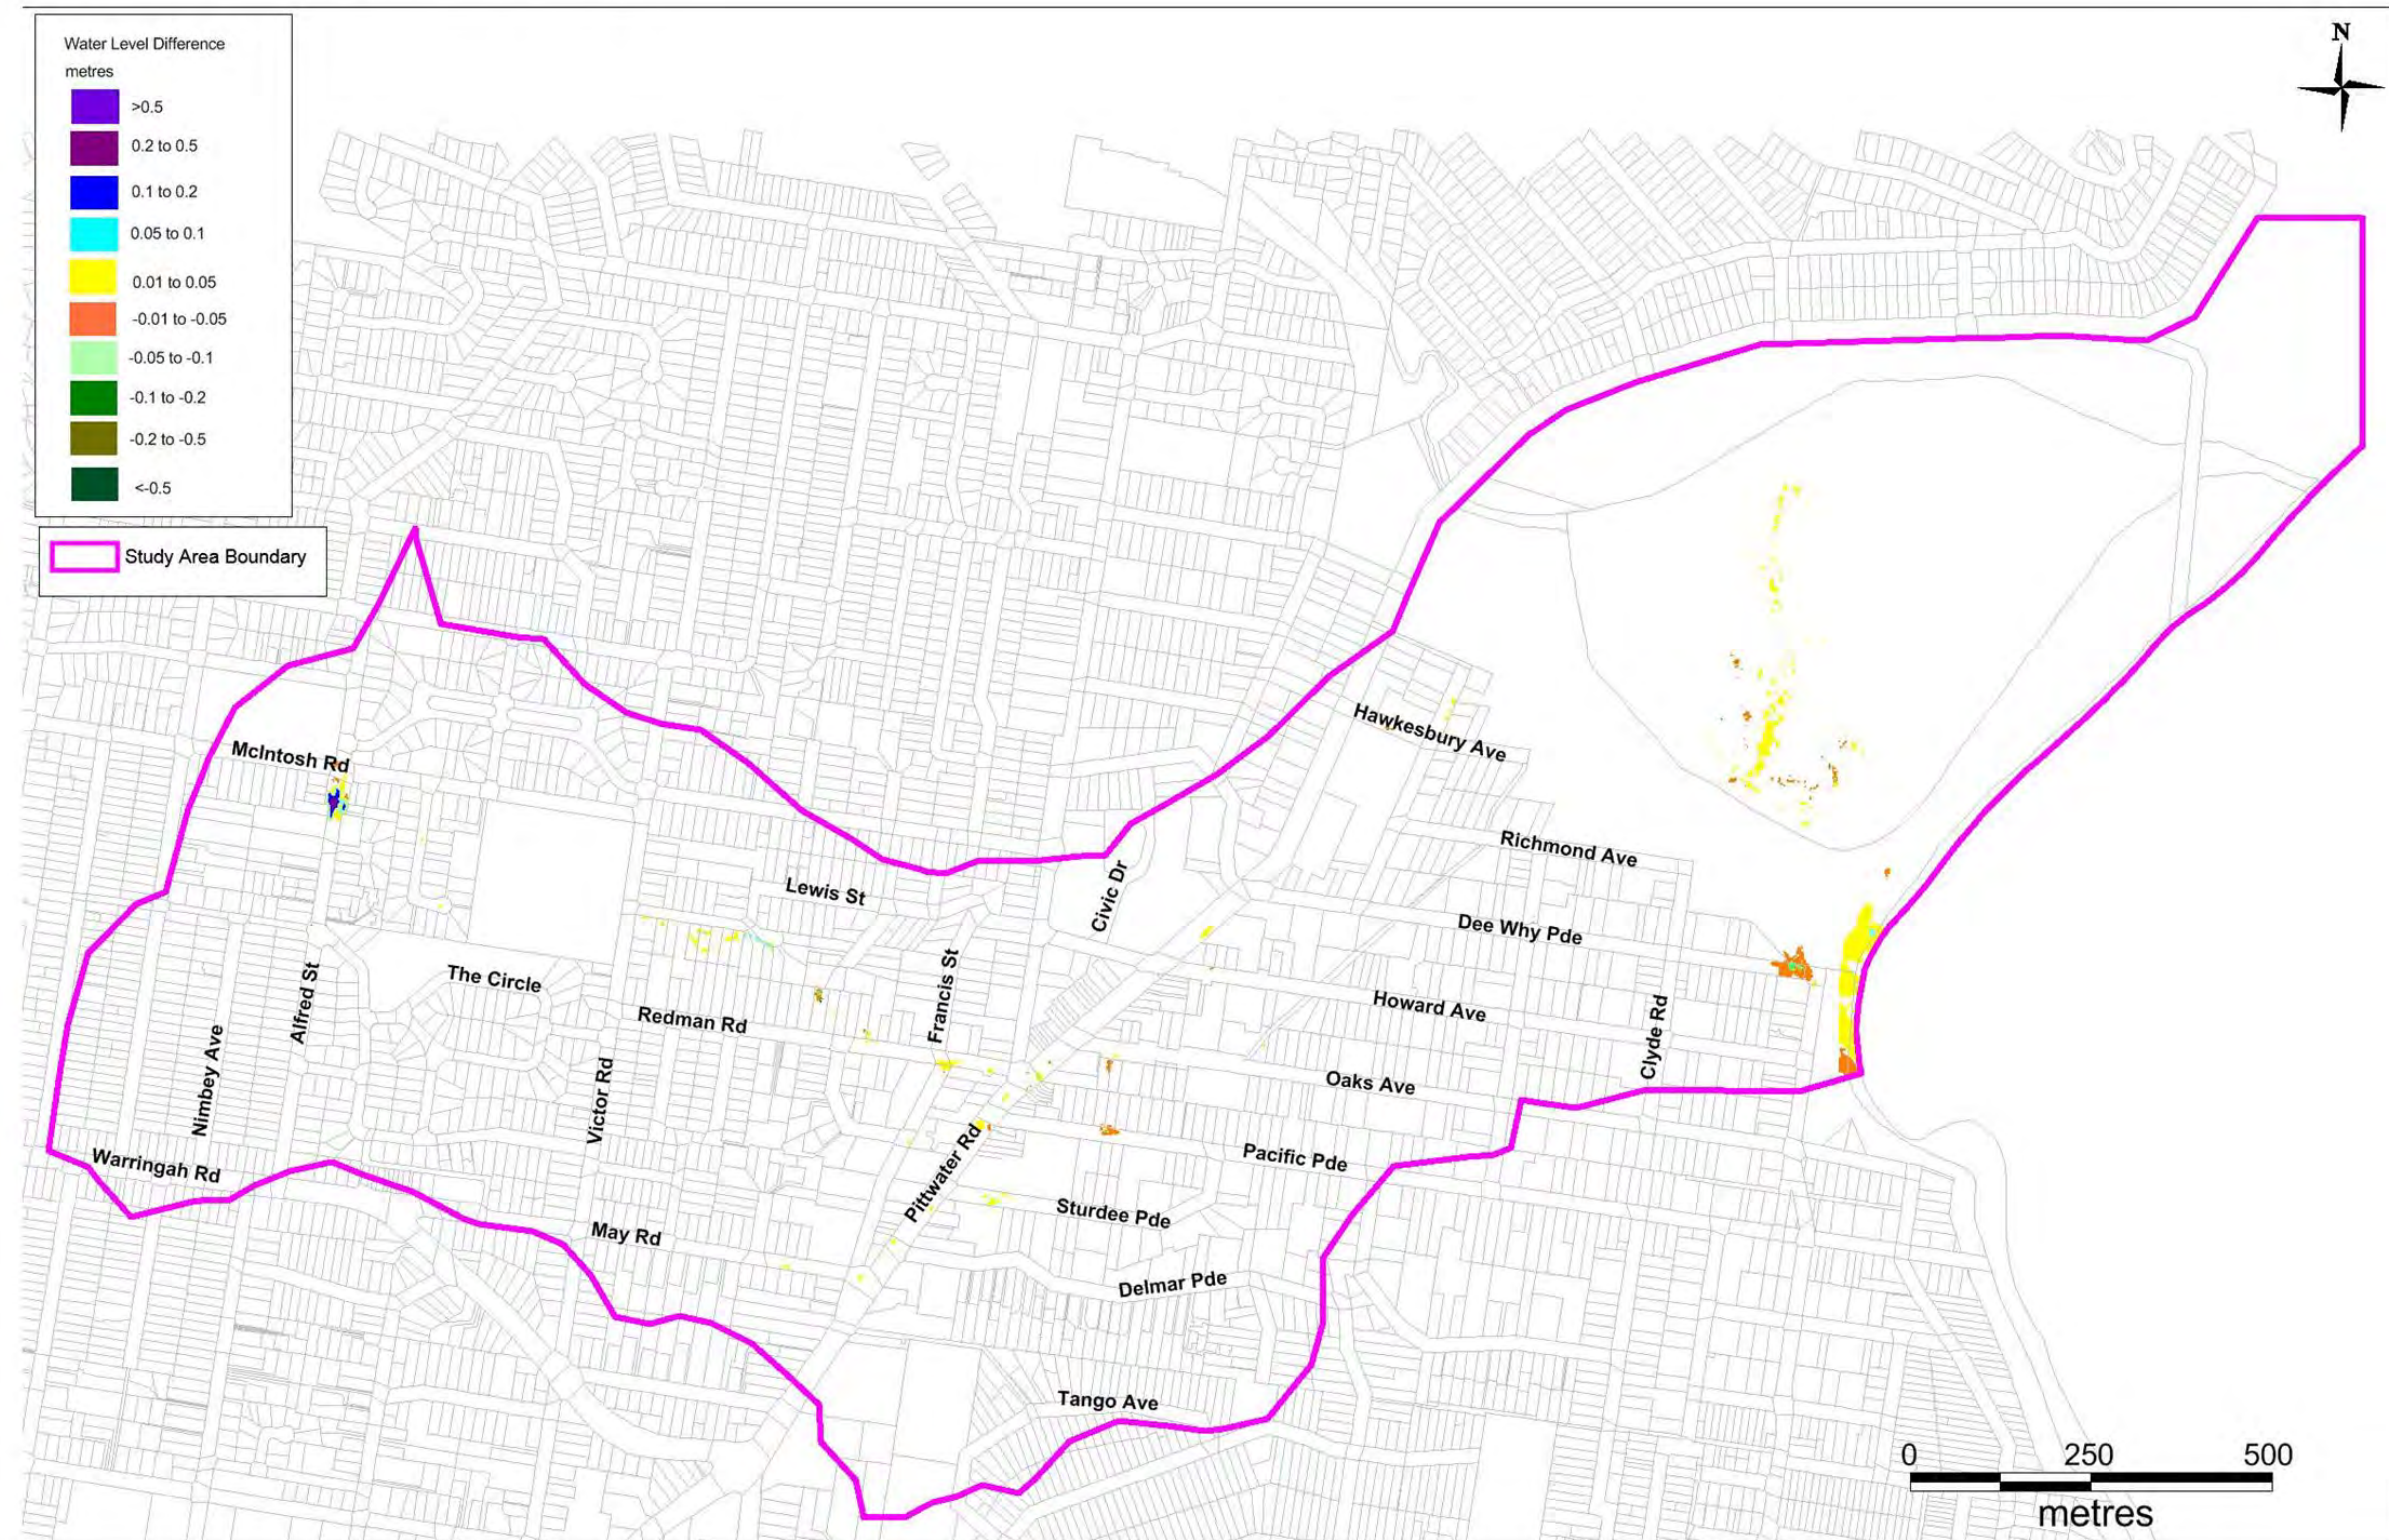 Water Level Difference
metres
>0.5
0.2 to 0.5
0.1 to 0.2
0.05 to 0.1
0.01 to 0.05
-0.01 to -0.05
-0.05 to -0.1
-0.1 to -0.2
-0.2 to -0.5
<-0.5
Study Area Boundary
N
McIntosh Rd
Hawkesbury Ave
Richmond Ave
Lewis St
Civic Dr
Dee Why Pde
The Circle
Alfred St
Francis St
Howard Ave
Redman Rd
Clyde Rd
Nimbey Ave
Victor Rd
Oaks Ave
Pacific Pde
Warringah Rd
Pittwater Rd
Sturdee Pde
May Rd
Delmar Pde
Tango Ave
0 250 500
metres